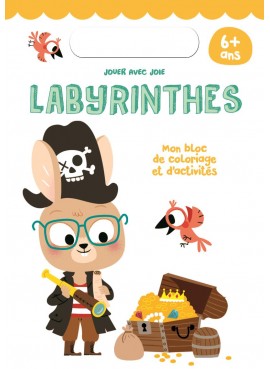 6+
ans
JOUER AVEC JOIE
LABYRINTHES
Mon bloc
de coloriage
et d'activités